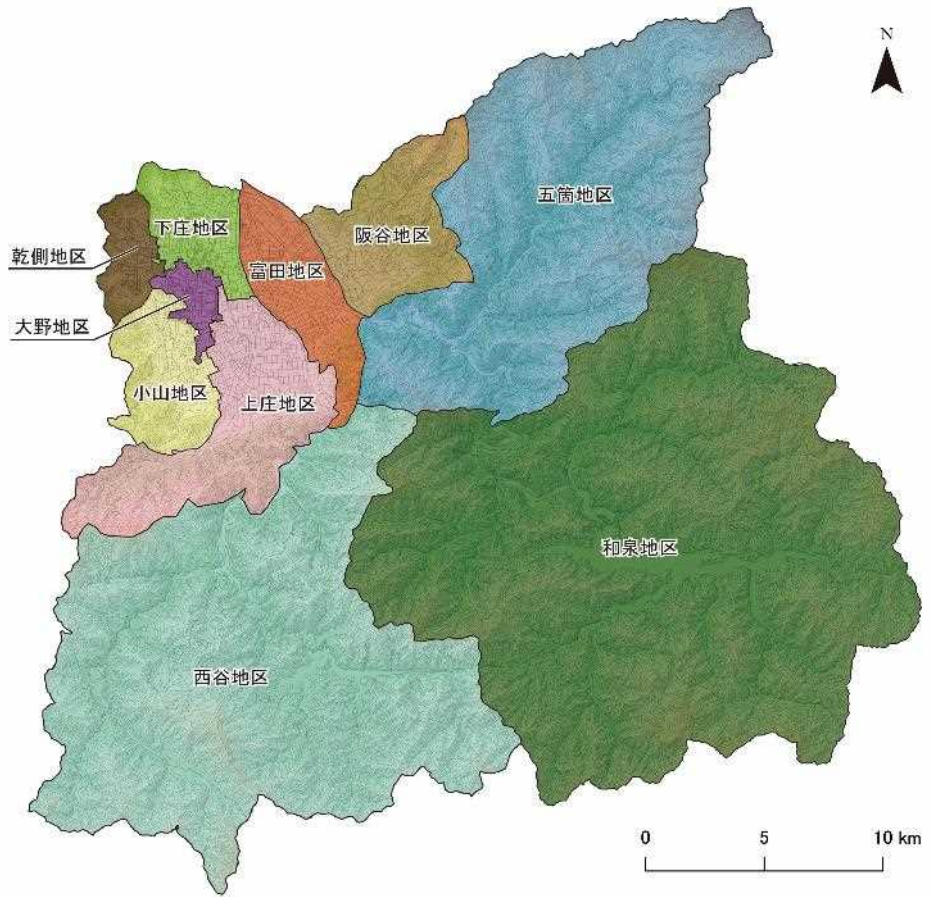 N
五箇地区
下庄地区
阪谷地区
乾側地区
富田地区
大野地区
小山地区
上庄地区
和泉地区
西谷地区
0 5 10 km